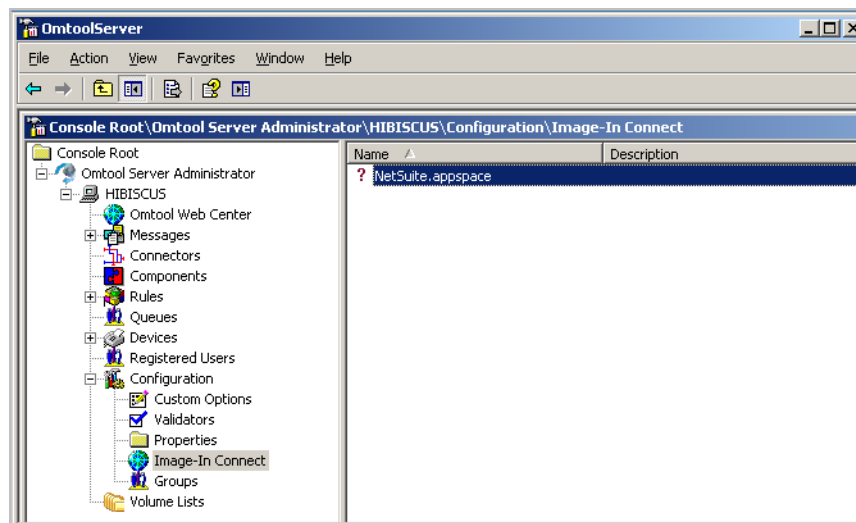 OmtoolServer
File Action View Favorites Window Help
Console Root\Omtool Server Administrator\HIBISCUS\Configuration\Image-In Connect
Console Root
Omtool Server Administrator
HIBISCUS
Omtool Web Center
Messages
Connectors
Components
Rules
Queues
Devices
Registered Users
Configuration
Custom Options
Validators
Properties
Image-In Connect
Groups
Volume Lists
Name Description
NetSuite.appspace